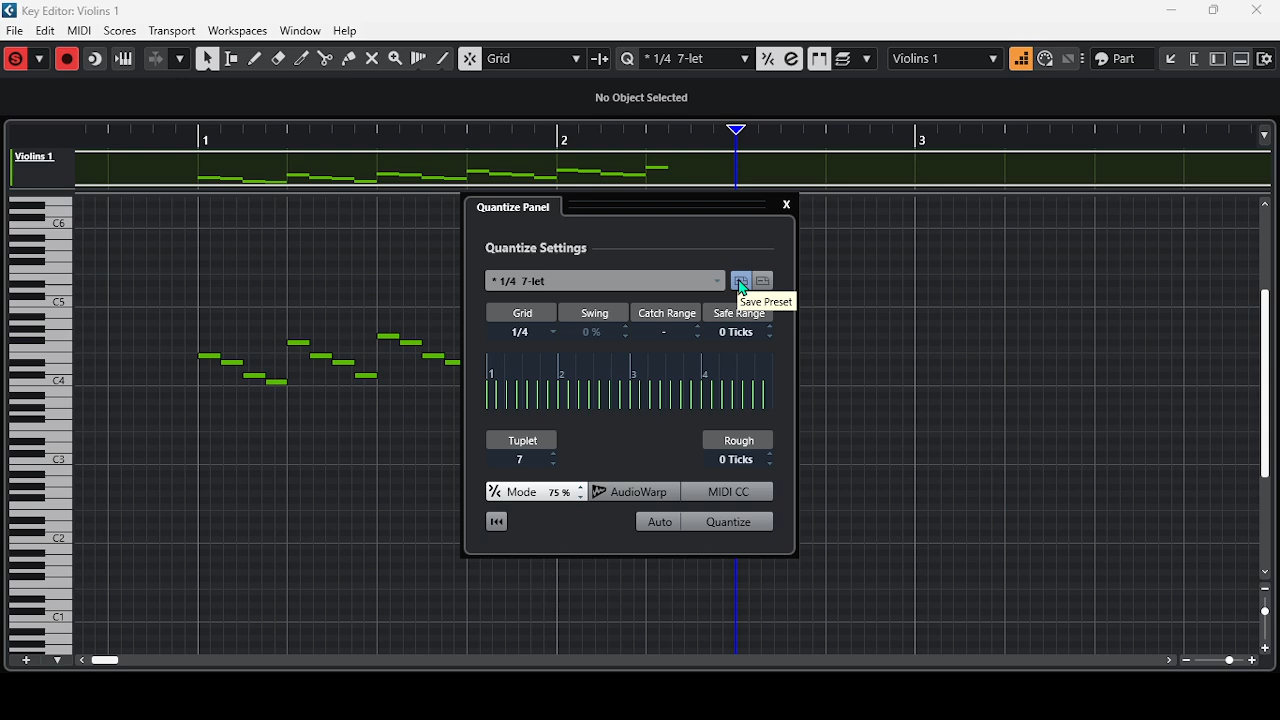 Key Editor: Violins 1
File Edit MIDI Scores Transport Workspaces Window Help
S Grid Q * 1/4 7-let Violins 1 Part
No Object Selected
1 2 3
Violins 1
Quantize Panel X
C6
Quantize Settings
* 1/4 7-let
C5
Save Preset
Grid Swing Catch Range Safe Range
1/4 0 % - 0 Ticks
1 2 3 4
C4
Tuplet Rough
7 0 Ticks
C3
Mode 75 % AudioWarp MIDI CC
Auto Quantize
C2
C1